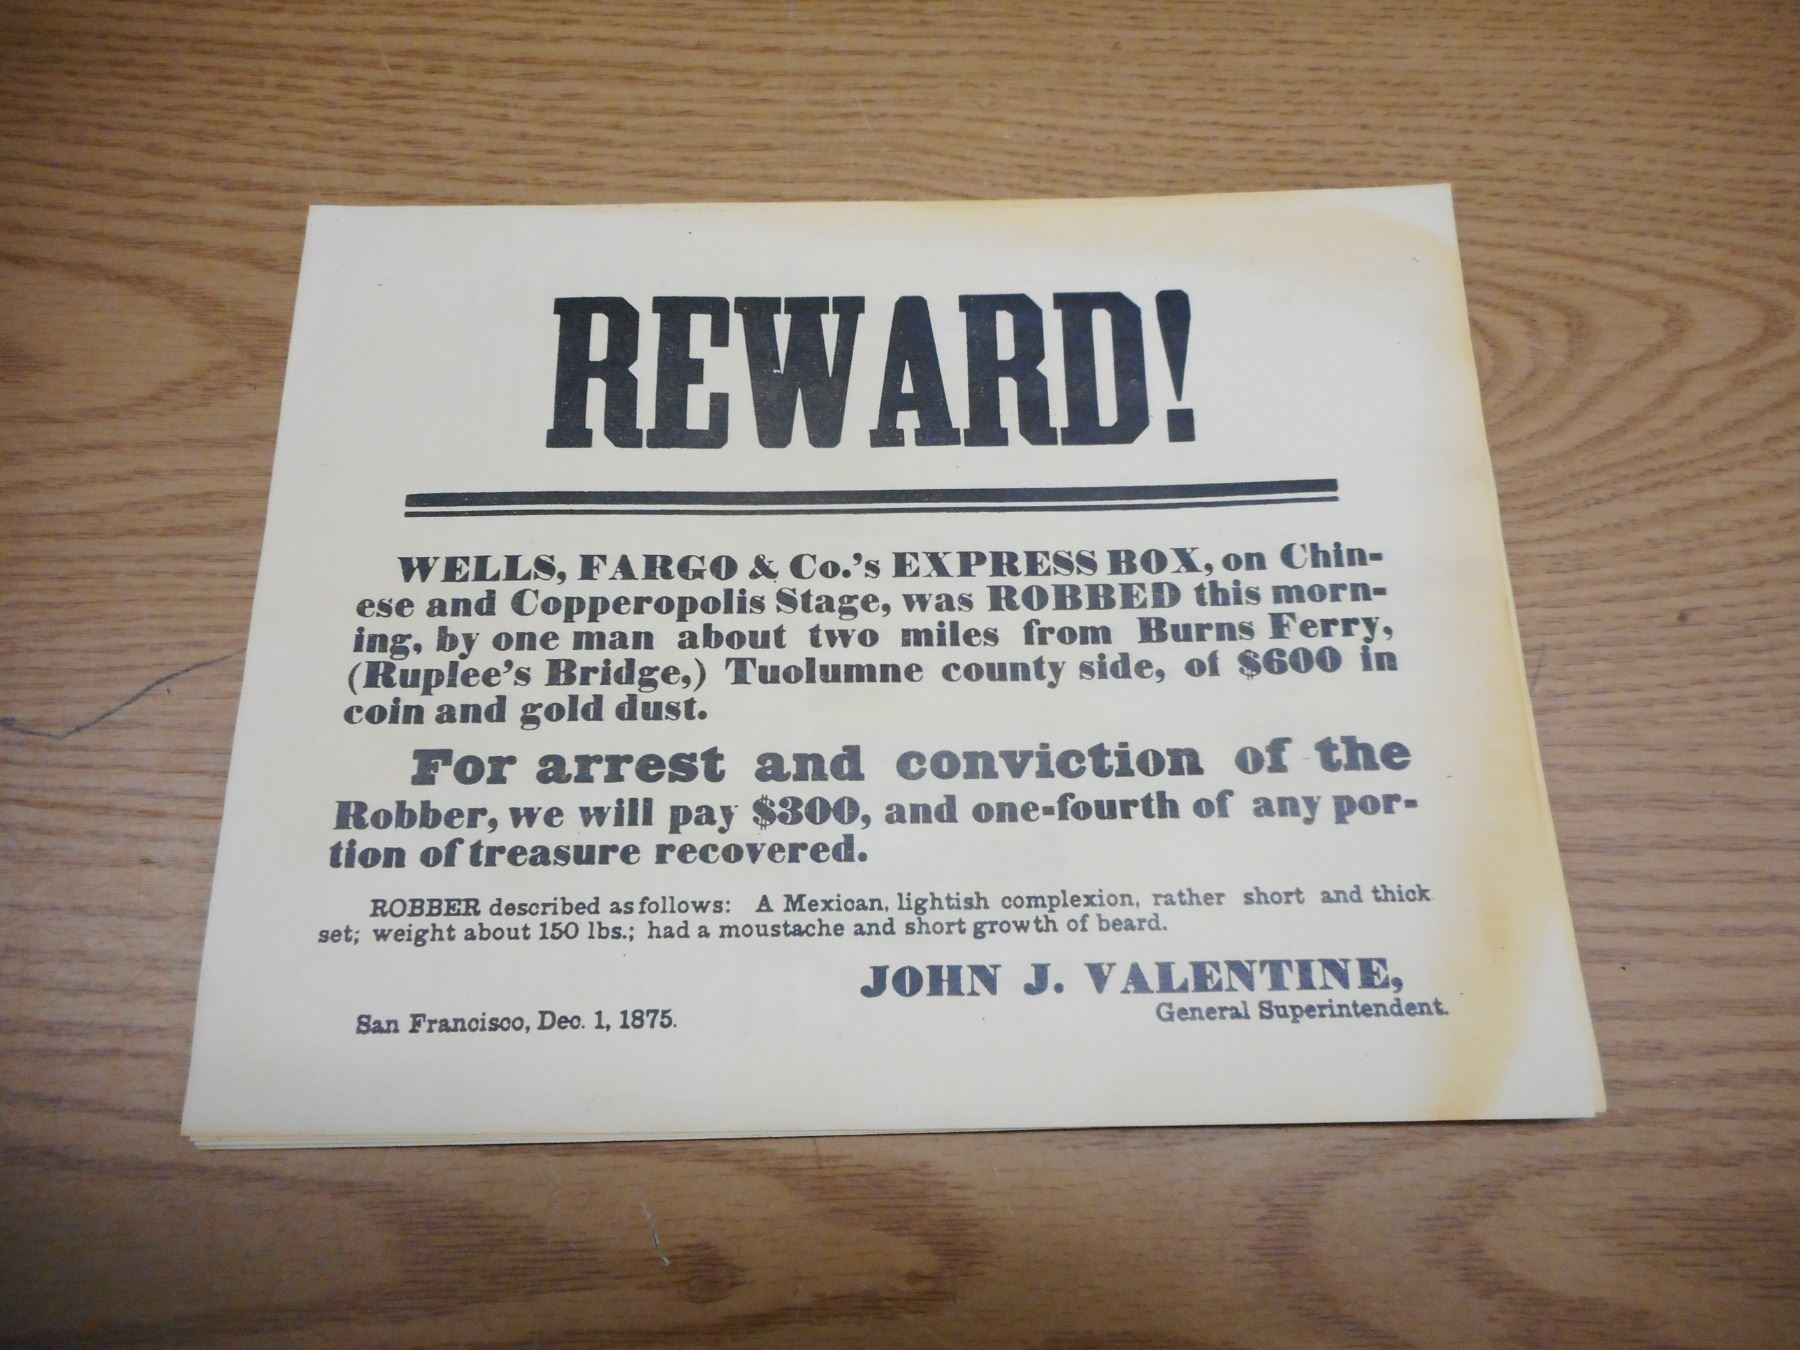 REWARD!
WELLS, FARGO & Co.'s EXPRESS BOX, on Chin-
ese and Copperopolis Stage, was ROBBED this morn-
ing, by one man about two miles from Burns Ferry,
(Ruplee's Bridge,) Tuolumne county side, of $600 in
coin and gold dust.
For arrest and conviction of the
Robber, we will pay $300, and one-fourth of any por-
tion of treasure recovered.
ROBBER described as follows: A Mexican, lightish complexion, rather short and thick
set; weight about 150 lbs.; had a moustache and short growth of beard.
JOHN J. VALENTINE,
General Superintendent.
San Francisco, Dec. 1, 1875.